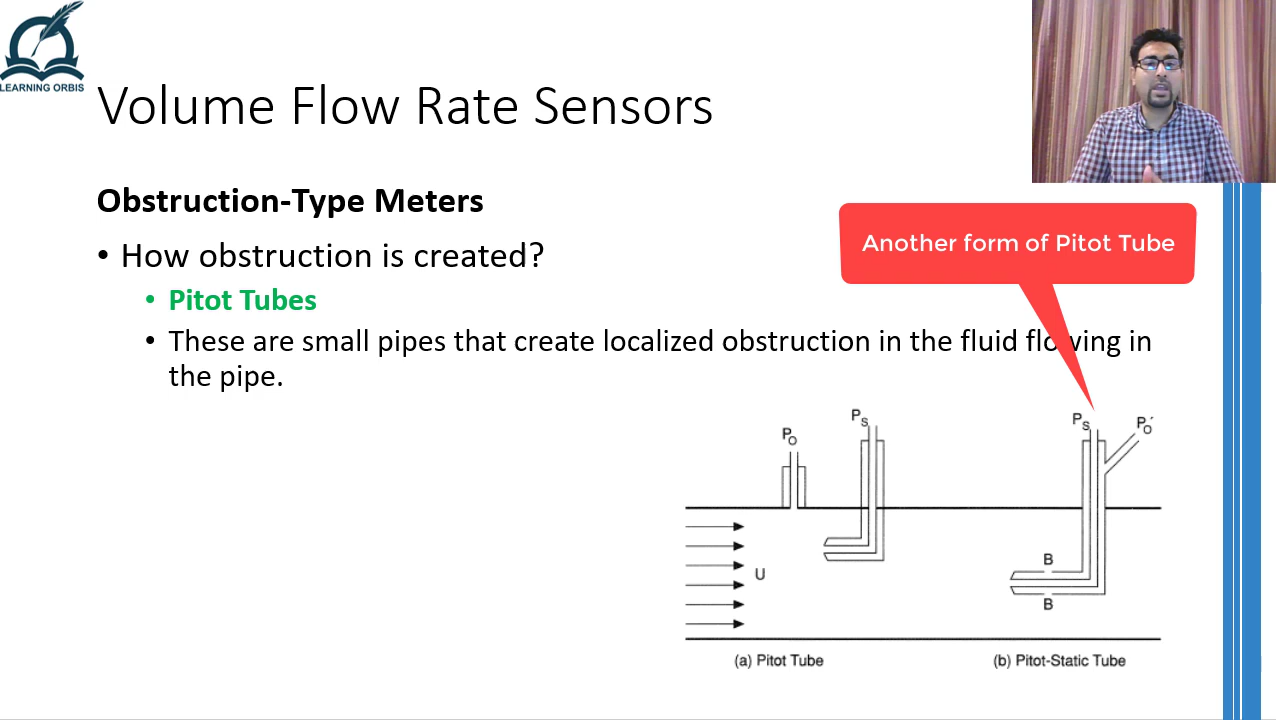 LEARNING ORBIS
Volume Flow Rate Sensors
Obstruction-Type Meters
• How obstruction is created?
Another form of Pitot Tube
• Pitot Tubes
• These are small pipes that create localized obstruction in the fluid flowing in
the pipe.
PO PS PS PO′
U
B
B
(a) Pitot Tube (b) Pitot-Static Tube